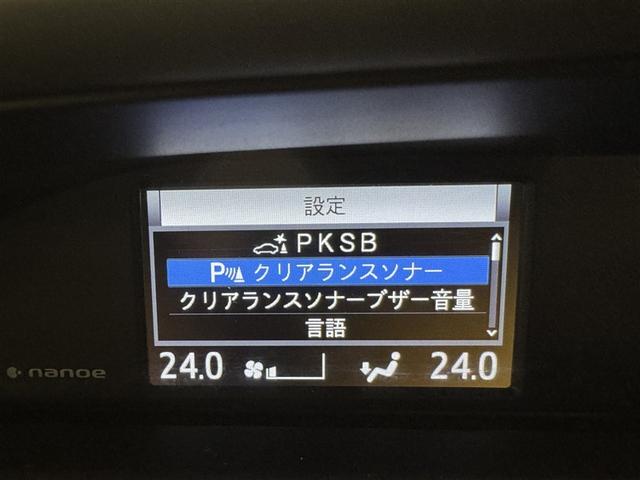 設定
PKSB
P クリアランスソナー
クリアランスソナーブザー音量
言語
24.0 24.0
nanoe